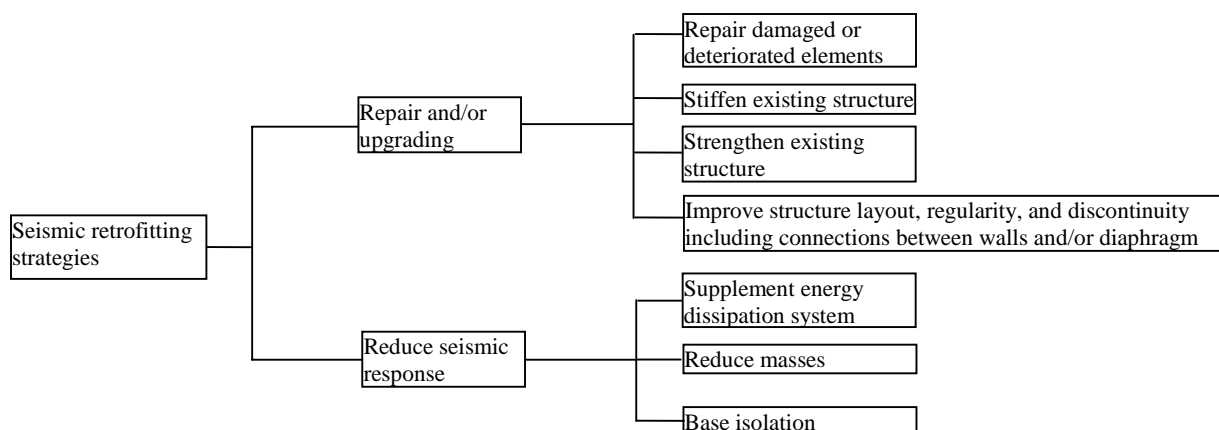 Seismic retrofitting
strategies
Repair and/or
upgrading
Repair damaged or
deteriorated elements
Stiffen existing structure
Strengthen existing
structure
Improve structure layout, regularity, and discontinuity
including connections between walls and/or diaphragm
Reduce seismic
response
Supplement energy
dissipation system
Reduce masses
Base isolation